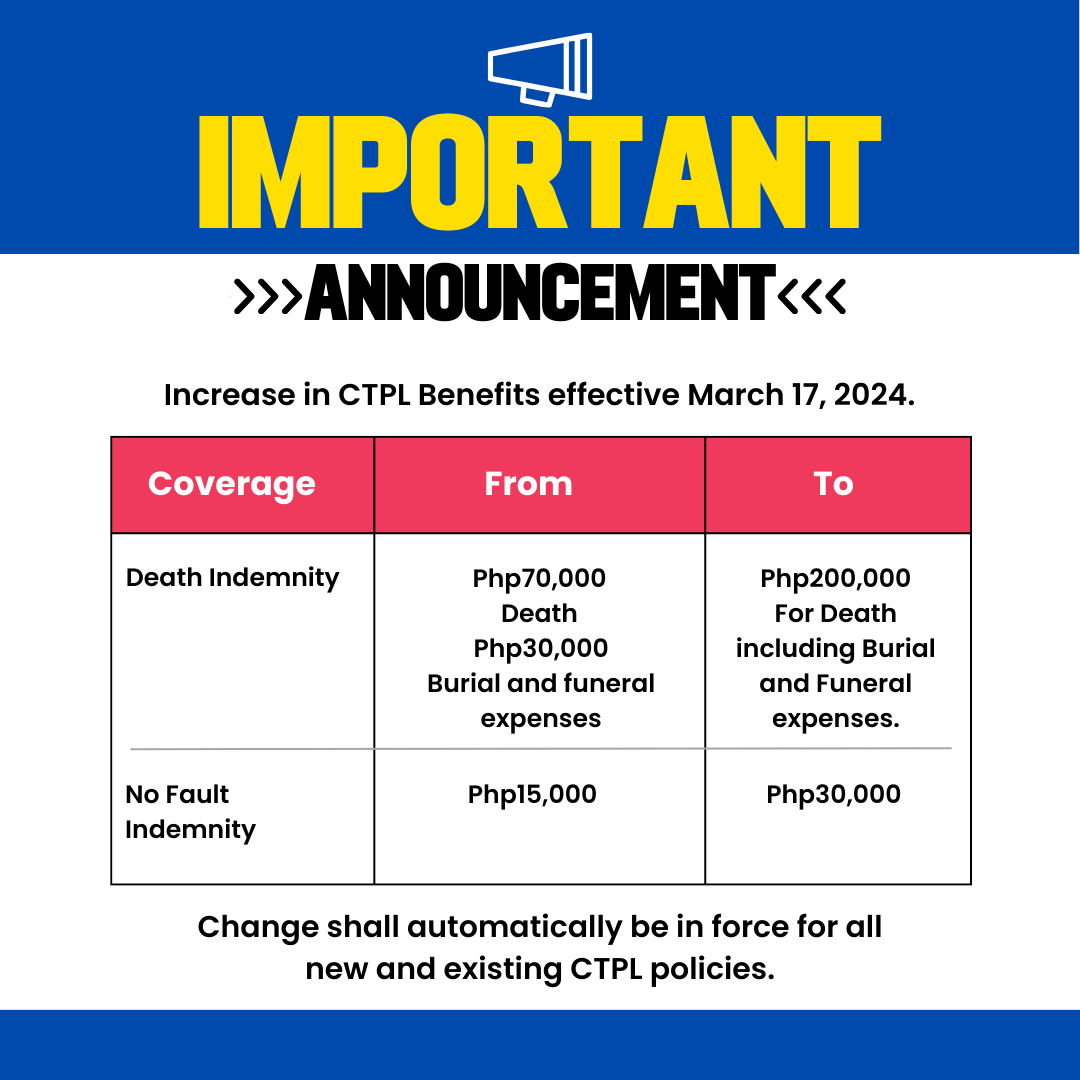 IMPORTANT
>>>ANNOUNCEMENT<<<
Increase in CTPL Benefits effective March 17, 2024.
Coverage From To
Death Indemnity
Php70,000
Death
Php30,000
Burial and funeral
expenses
Php200,000
For Death
including Burial
and Funeral
expenses.
No Fault
Indemnity
Php15,000
Php30,000
Change shall automatically be in force for all
new and existing CTPL policies.